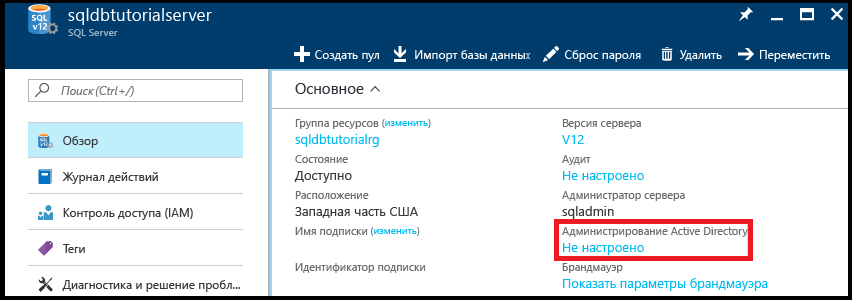 sqldbtutorialserver
SQL Server
SQL
v12
Создать пул
Импорт базы данных
Сброс пароля
Удалить
Переместить
Поиск (Ctrl+/)
Обзор
Журнал действий
Контроль доступа (IAM)
Теги
Диагностика и решение пробл...
Основное
Группа ресурсов (изменить)
sqldbtutorialrg
Состояние
Доступно
Расположение
Западная часть США
Имя подписки (изменить)
Идентификатор подписки
Версия сервера
V12
Аудит
Не настроено
Администратор сервера
sqladmin
Администрирование Active Directory
Не настроено
Брандмауэр
Показать параметры брандмауэра